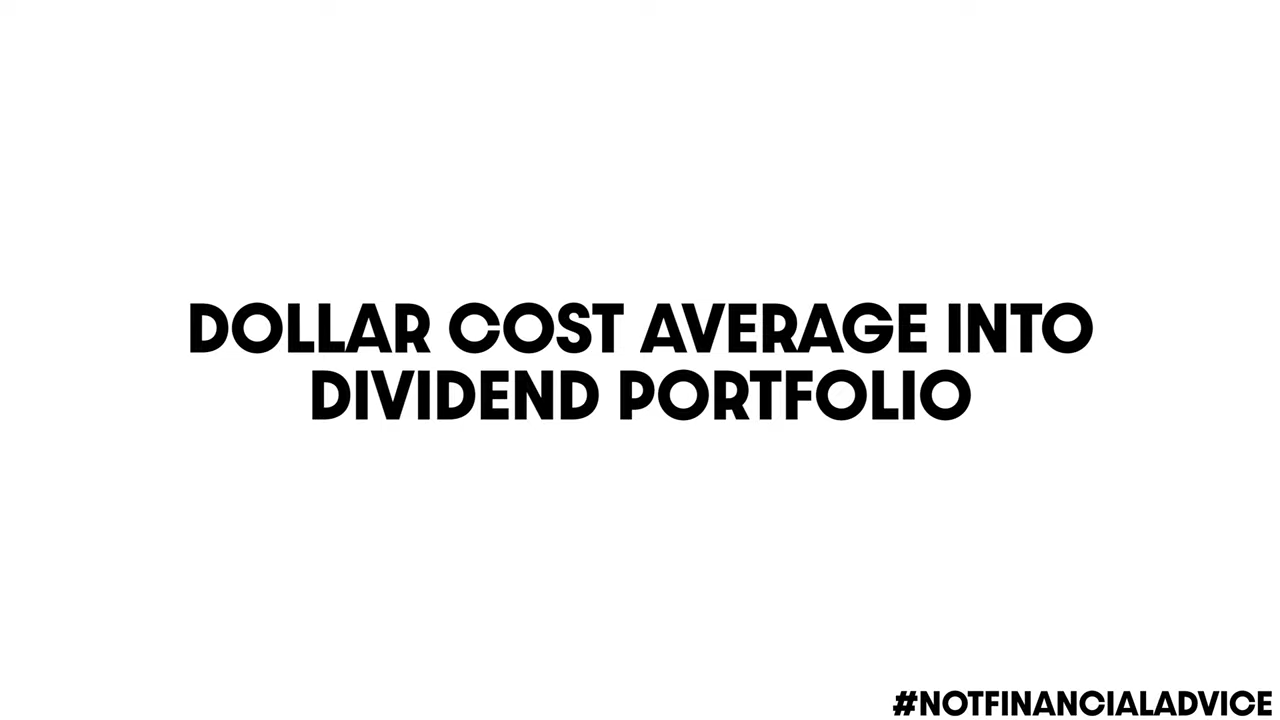 DOLLAR COST AVERAGE INTO
DIVIDEND PORTFOLIO
#NOTFINANCIALADVICE